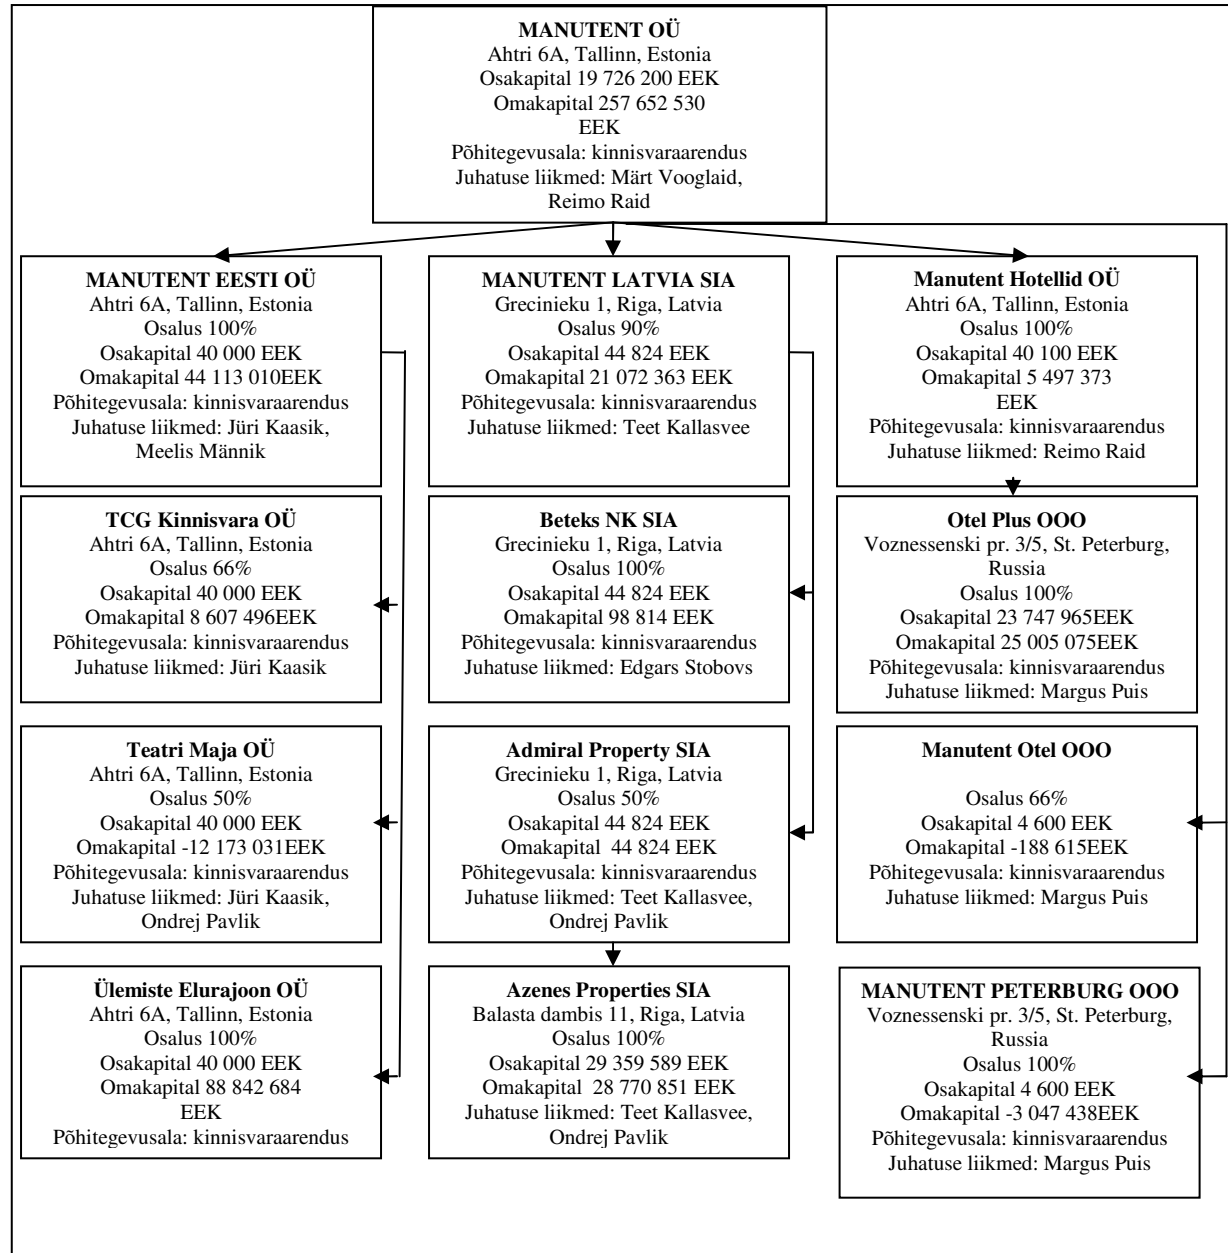 MANUTENT OÜ
Ahtri 6A, Tallinn, Estonia
Osakapital 19 726 200 EEK
Omakapital 257 652 530
EEK
Põhitegevusala: kinnisvaraarendus
Juhatuse liikmed: Märt Vooglaid,
Reimo Raid
MANUTENT EESTI OÜ
Ahtri 6A, Tallinn, Estonia
Osalus 100%
Osakapital 40 000 EEK
Omakapital 44 113 010EEK
Põhitegevusala: kinnisvaraarendus
Juhatuse liikmed: Jüri Kaasik,
Meelis Männik
MANUTENT LATVIA SIA
Grecinieku 1, Riga, Latvia
Osalus 90%
Osakapital 44 824 EEK
Omakapital 21 072 363 EEK
Põhitegevusala: kinnisvaraarendus
Juhatuse liikmed: Teet Kallasvee
Manutent Hotellid OÜ
Ahtri 6A, Tallinn, Estonia
Osalus 100%
Osakapital 40 100 EEK
Omakapital 5 497 373
EEK
Põhitegevusala: kinnisvaraarendus
Juhatuse liikmed: Reimo Raid
TCG Kinnisvara OÜ
Ahtri 6A, Tallinn, Estonia
Osalus 66%
Osakapital 40 000 EEK
Omakapital 8 607 496EEK
Põhitegevusala: kinnisvaraarendus
Juhatuse liikmed: Jüri Kaasik
Beteks NK SIA
Grecinieku 1, Riga, Latvia
Osalus 100%
Osakapital 44 824 EEK
Omakapital 98 814 EEK
Põhitegevusala: kinnisvaraarendus
Juhatuse liikmed: Edgars Stobovs
Otel Plus OOO
Voznessenski pr. 3/5, St. Peterburg,
Russia
Osalus 100%
Osakapital 23 747 965EEK
Omakapital 25 005 075EEK
Põhitegevusala: kinnisvaraarendus
Juhatuse liikmed: Margus Puis
Teatri Maja OÜ
Ahtri 6A, Tallinn, Estonia
Osalus 50%
Osakapital 40 000 EEK
Omakapital -12 173 031EEK
Põhitegevusala: kinnisvaraarendus
Juhatuse liikmed: Jüri Kaasik,
Ondrej Pavlik
Admiral Property SIA
Grecinieku 1, Riga, Latvia
Osalus 50%
Osakapital 44 824 EEK
Omakapital 44 824 EEK
Põhitegevusala: kinnisvaraarendus
Juhatuse liikmed: Teet Kallasvee,
Ondrej Pavlik
Manutent Otel OOO
Osalus 66%
Osakapital 4 600 EEK
Omakapital -188 615EEK
Põhitegevusala: kinnisvaraarendus
Juhatuse liikmed: Margus Puis
Ülemiste Elurajoon OÜ
Ahtri 6A, Tallinn, Estonia
Osalus 100%
Osakapital 40 000 EEK
Omakapital 88 842 684
EEK
Põhitegevusala: kinnisvaraarendus
Azenes Properties SIA
Balasta dambis 11, Riga, Latvia
Osalus 100%
Osakapital 29 359 589 EEK
Omakapital 28 770 851 EEK
Juhatuse liikmed: Teet Kallasvee,
Ondrej Pavlik
MANUTENT PETERBURG OOO
Voznessenski pr. 3/5, St. Peterburg,
Russia
Osalus 100%
Osakapital 4 600 EEK
Omakapital -3 047 438EEK
Põhitegevusala: kinnisvaraarendus
Juhatuse liikmed: Margus Puis